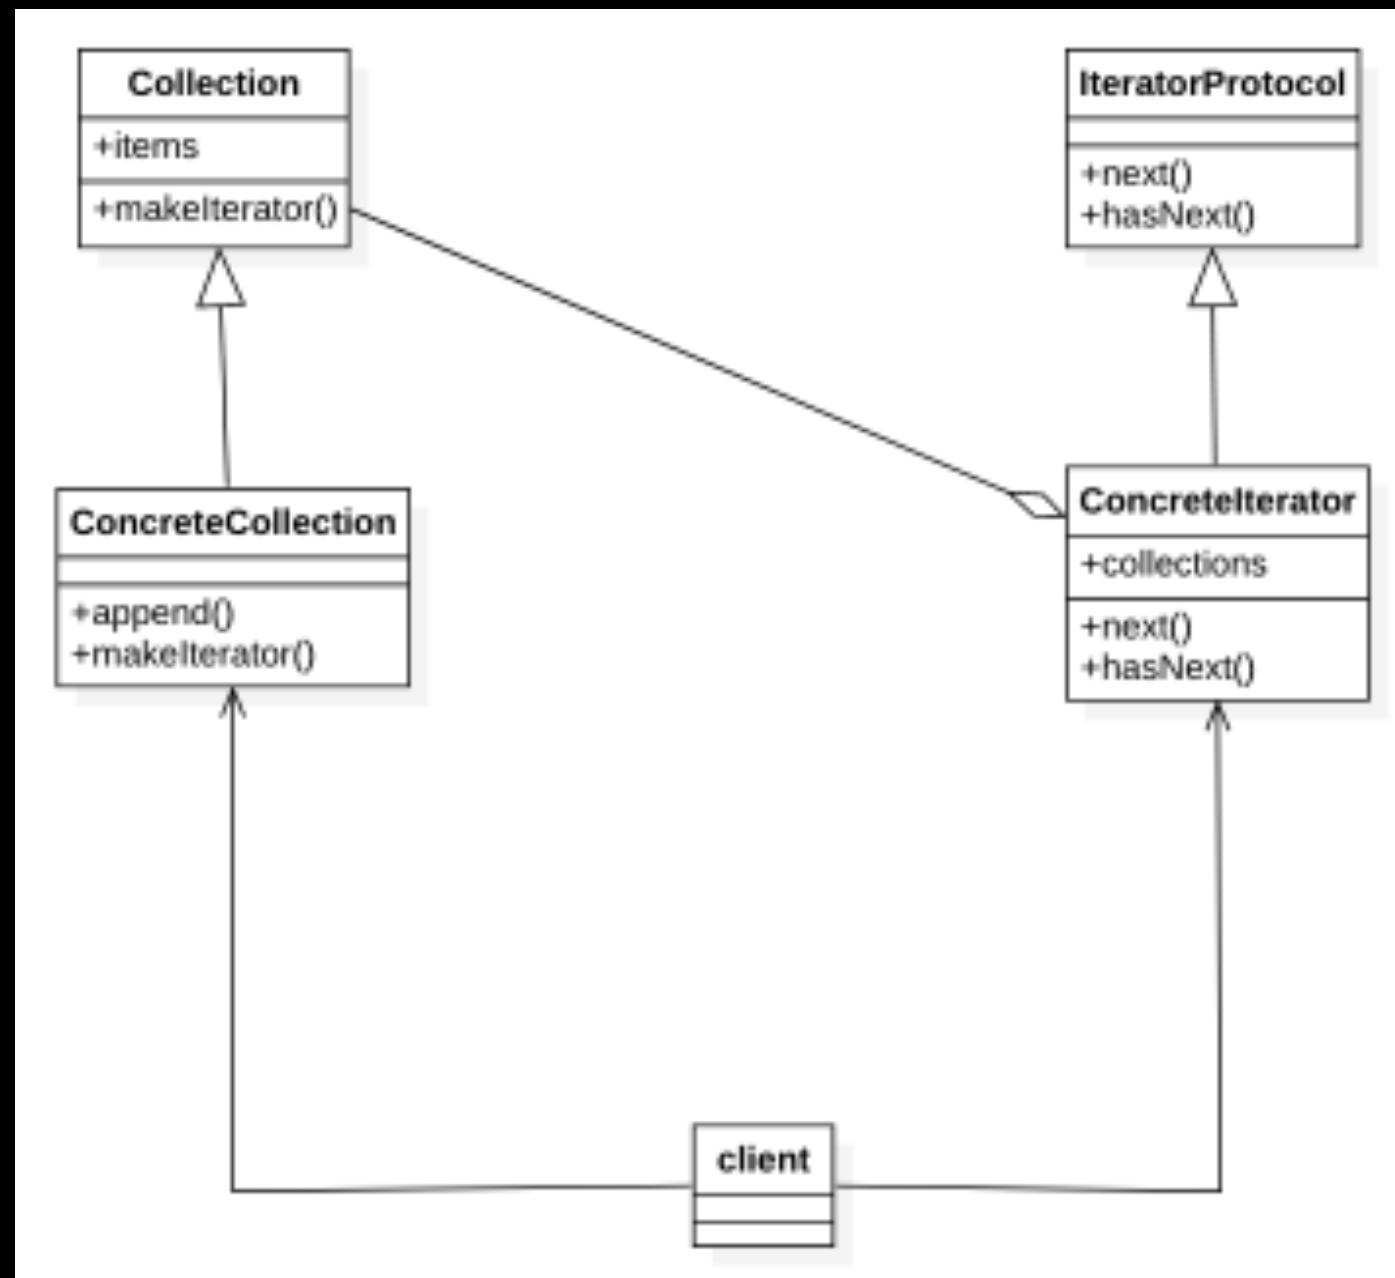 Collection
+items
+makeIterator()
IteratorProtocol
+next()
+hasNext()
ConcreteCollection
+append()
+makeIterator()
ConcreteIterator
+collections
+next()
+hasNext()
client